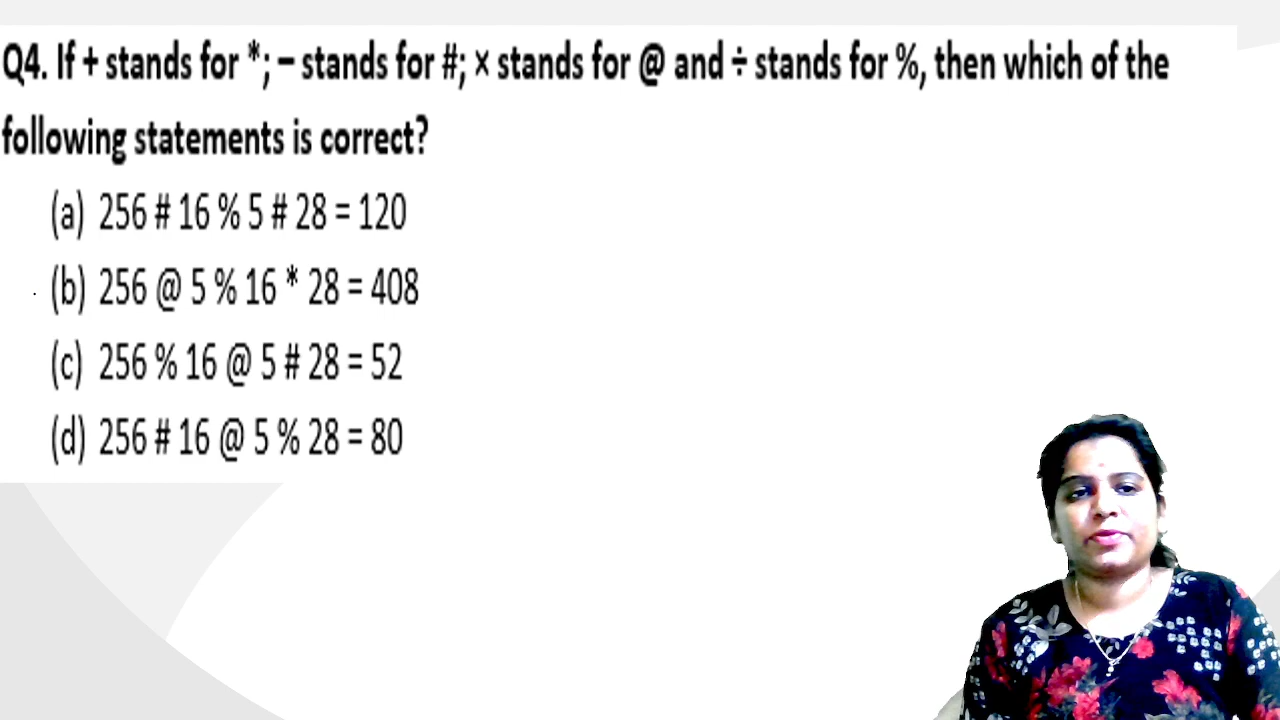 Q4. If + stands for *; − stands for #; × stands for @ and ÷ stands for %, then which of the
following statements is correct?
(a) 256 # 16 % 5 # 28 = 120
(b) 256 @ 5 % 16 * 28 = 408
(c) 256 % 16 @ 5 # 28 = 52
(d) 256 # 16 @ 5 % 28 = 80